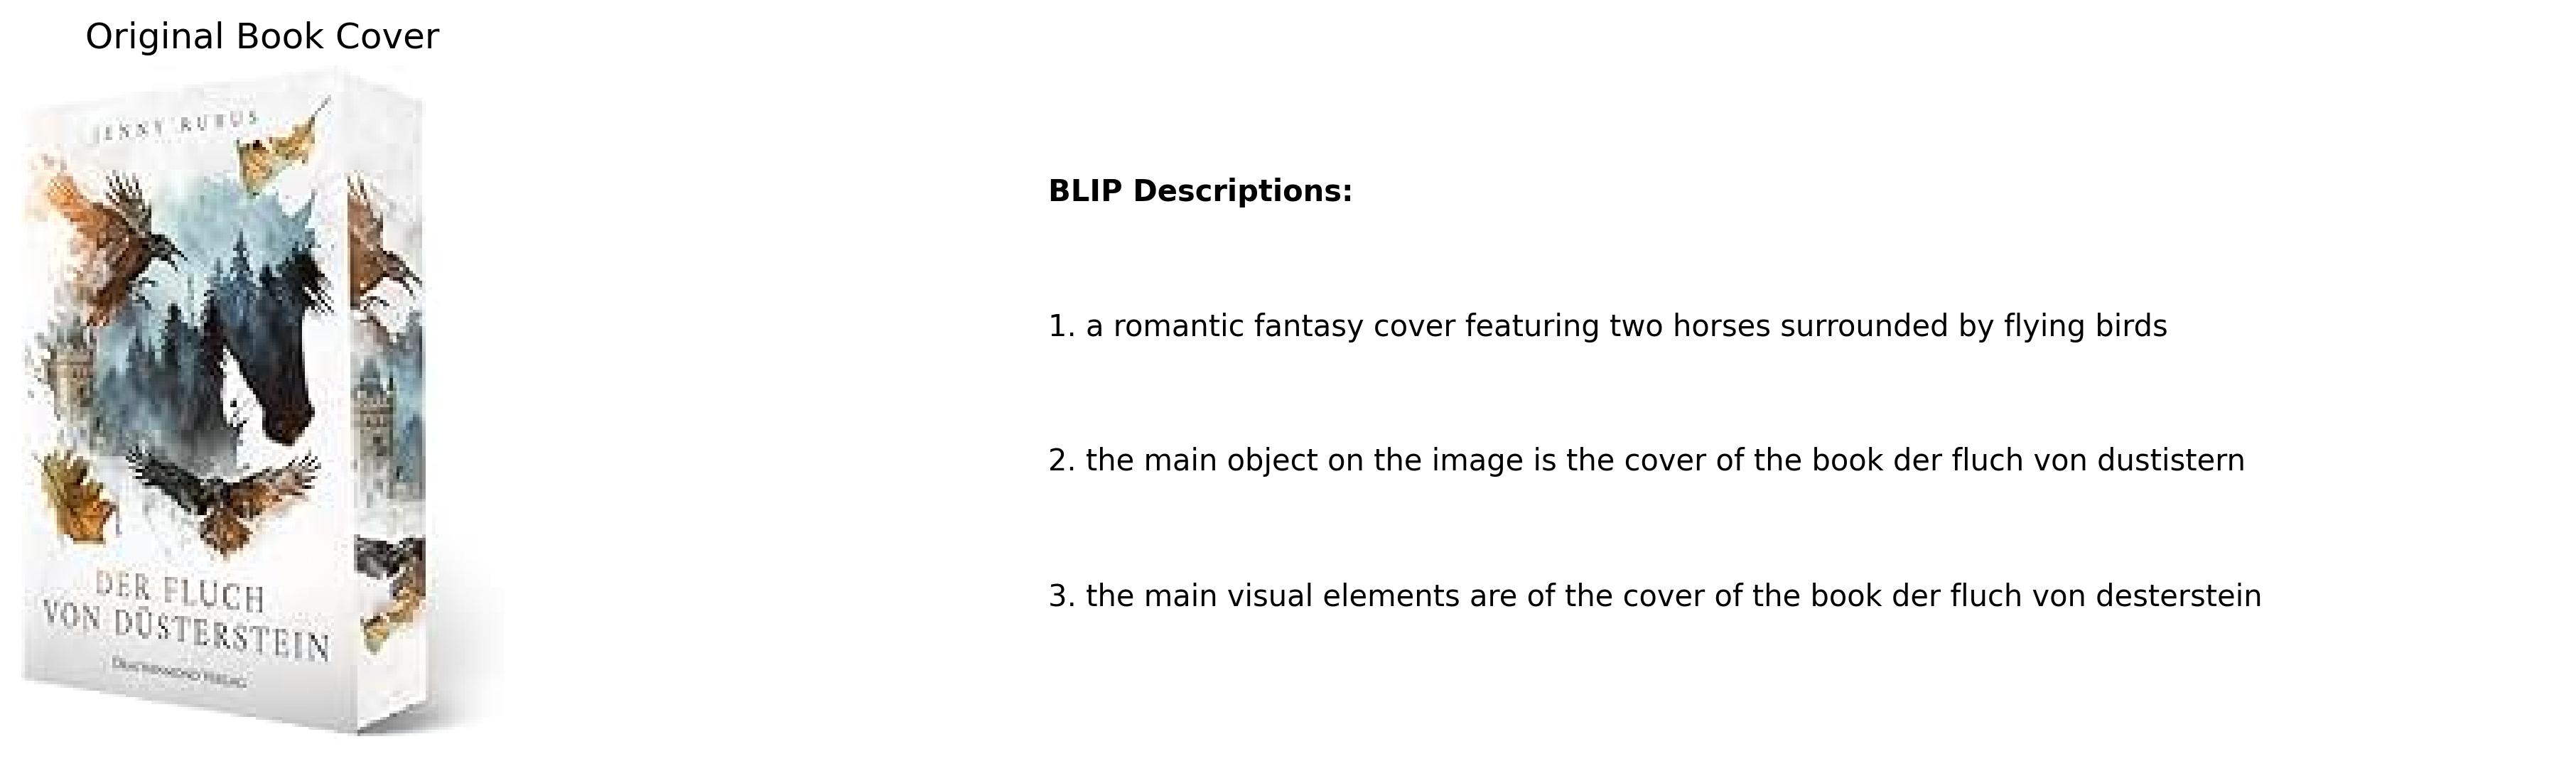 Original Book Cover
JENNY RUBUS
DER FLUCH
VON DÜSTERSTEIN
VERLAG
BLIP Descriptions:
1. a romantic fantasy cover featuring two horses surrounded by flying birds
2. the main object on the image is the cover of the book der fluch von dustistern
3. the main visual elements are of the cover of the book der fluch von desterstein